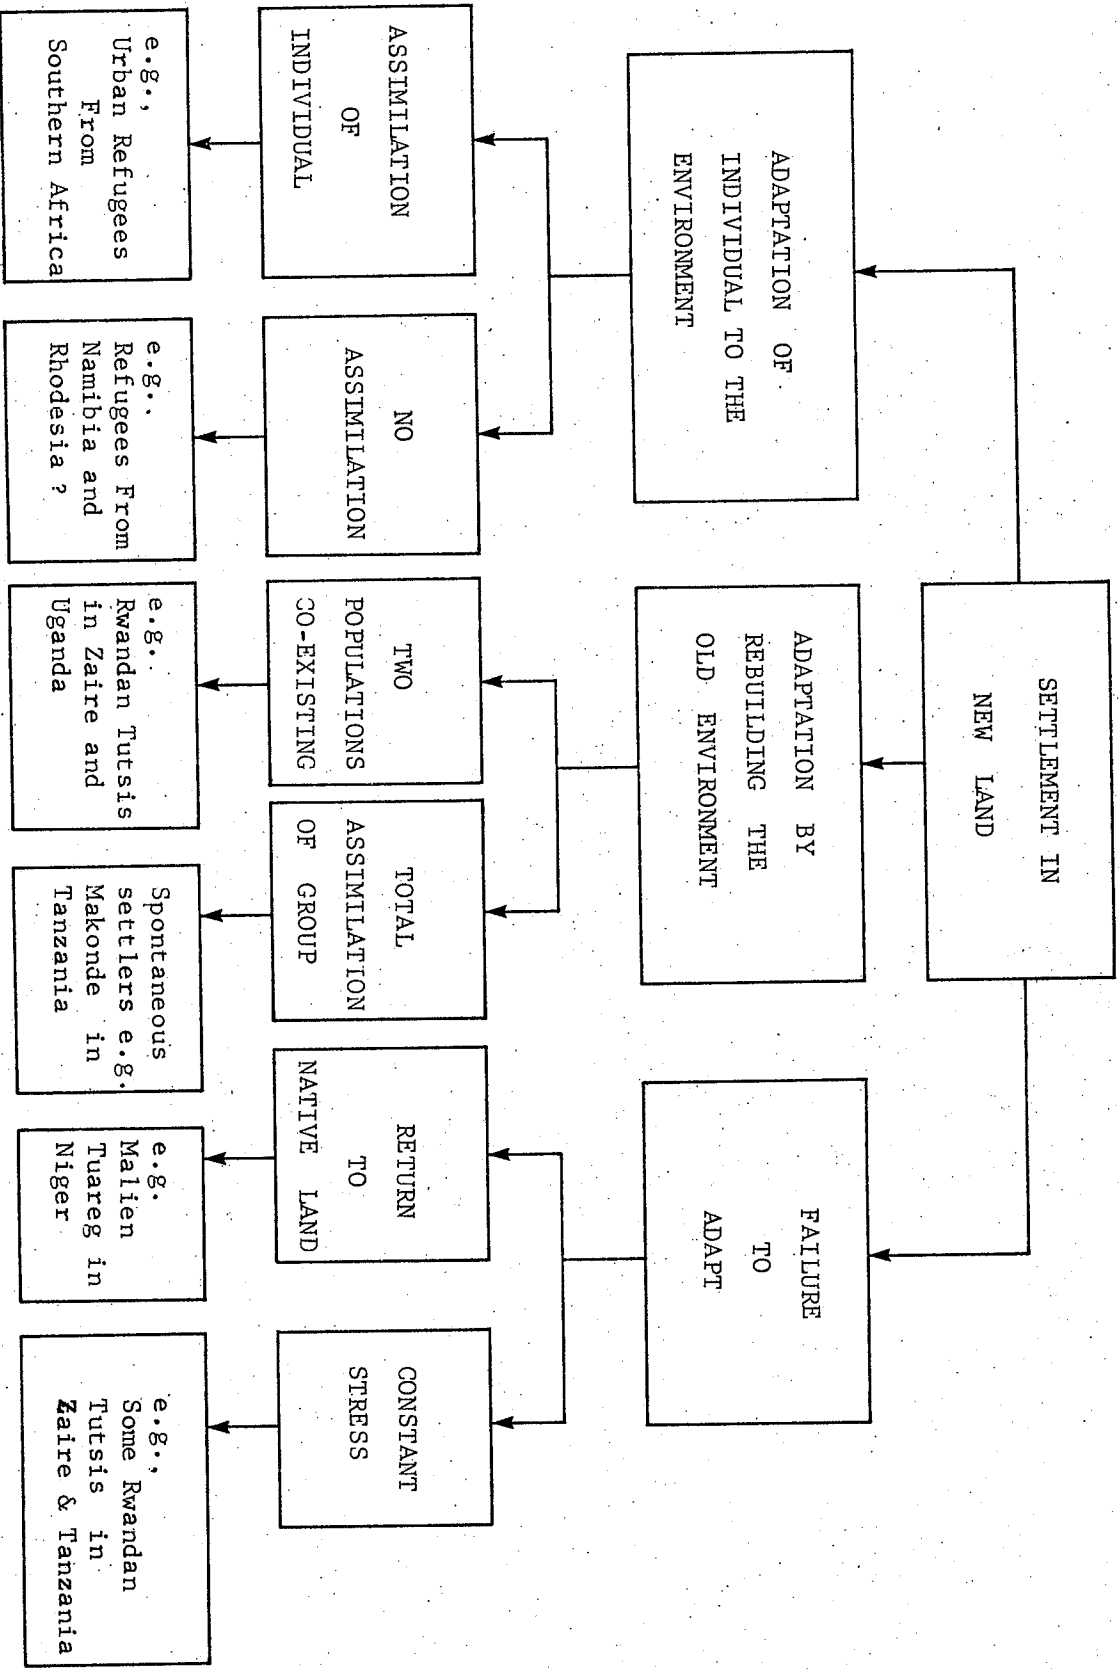 SETTLEMENT IN
NEW LAND
ADAPTATION OF
INDIVIDUAL TO THE
ENVIRONMENT
ADAPTATION BY
REBUILDING THE
OLD ENVIRONMENT
FAILURE
TO
ADAPT
ASSIMILATION
OF
INDIVIDUAL
NO
ASSIMILATION
TWO
POPULATIONS
CO-EXISTING
TOTAL
ASSIMILATION
OF GROUP
RETURN
TO
NATIVE LAND
CONSTANT
STRESS
e.g.,
Urban Refugees
From
Southern Africa
e.g..
Refugees From
Namibia and
Rhodesia ?
e.g..
Rwandan Tutsis
in Zaire and
Uganda
Spontaneous
settlers e.g.
Makonde in
Tanzania
e.g.
Malien
Tuareg in
Niger
e.g.,
Some Rwandan
Tutsis in
Zaire & Tanzania